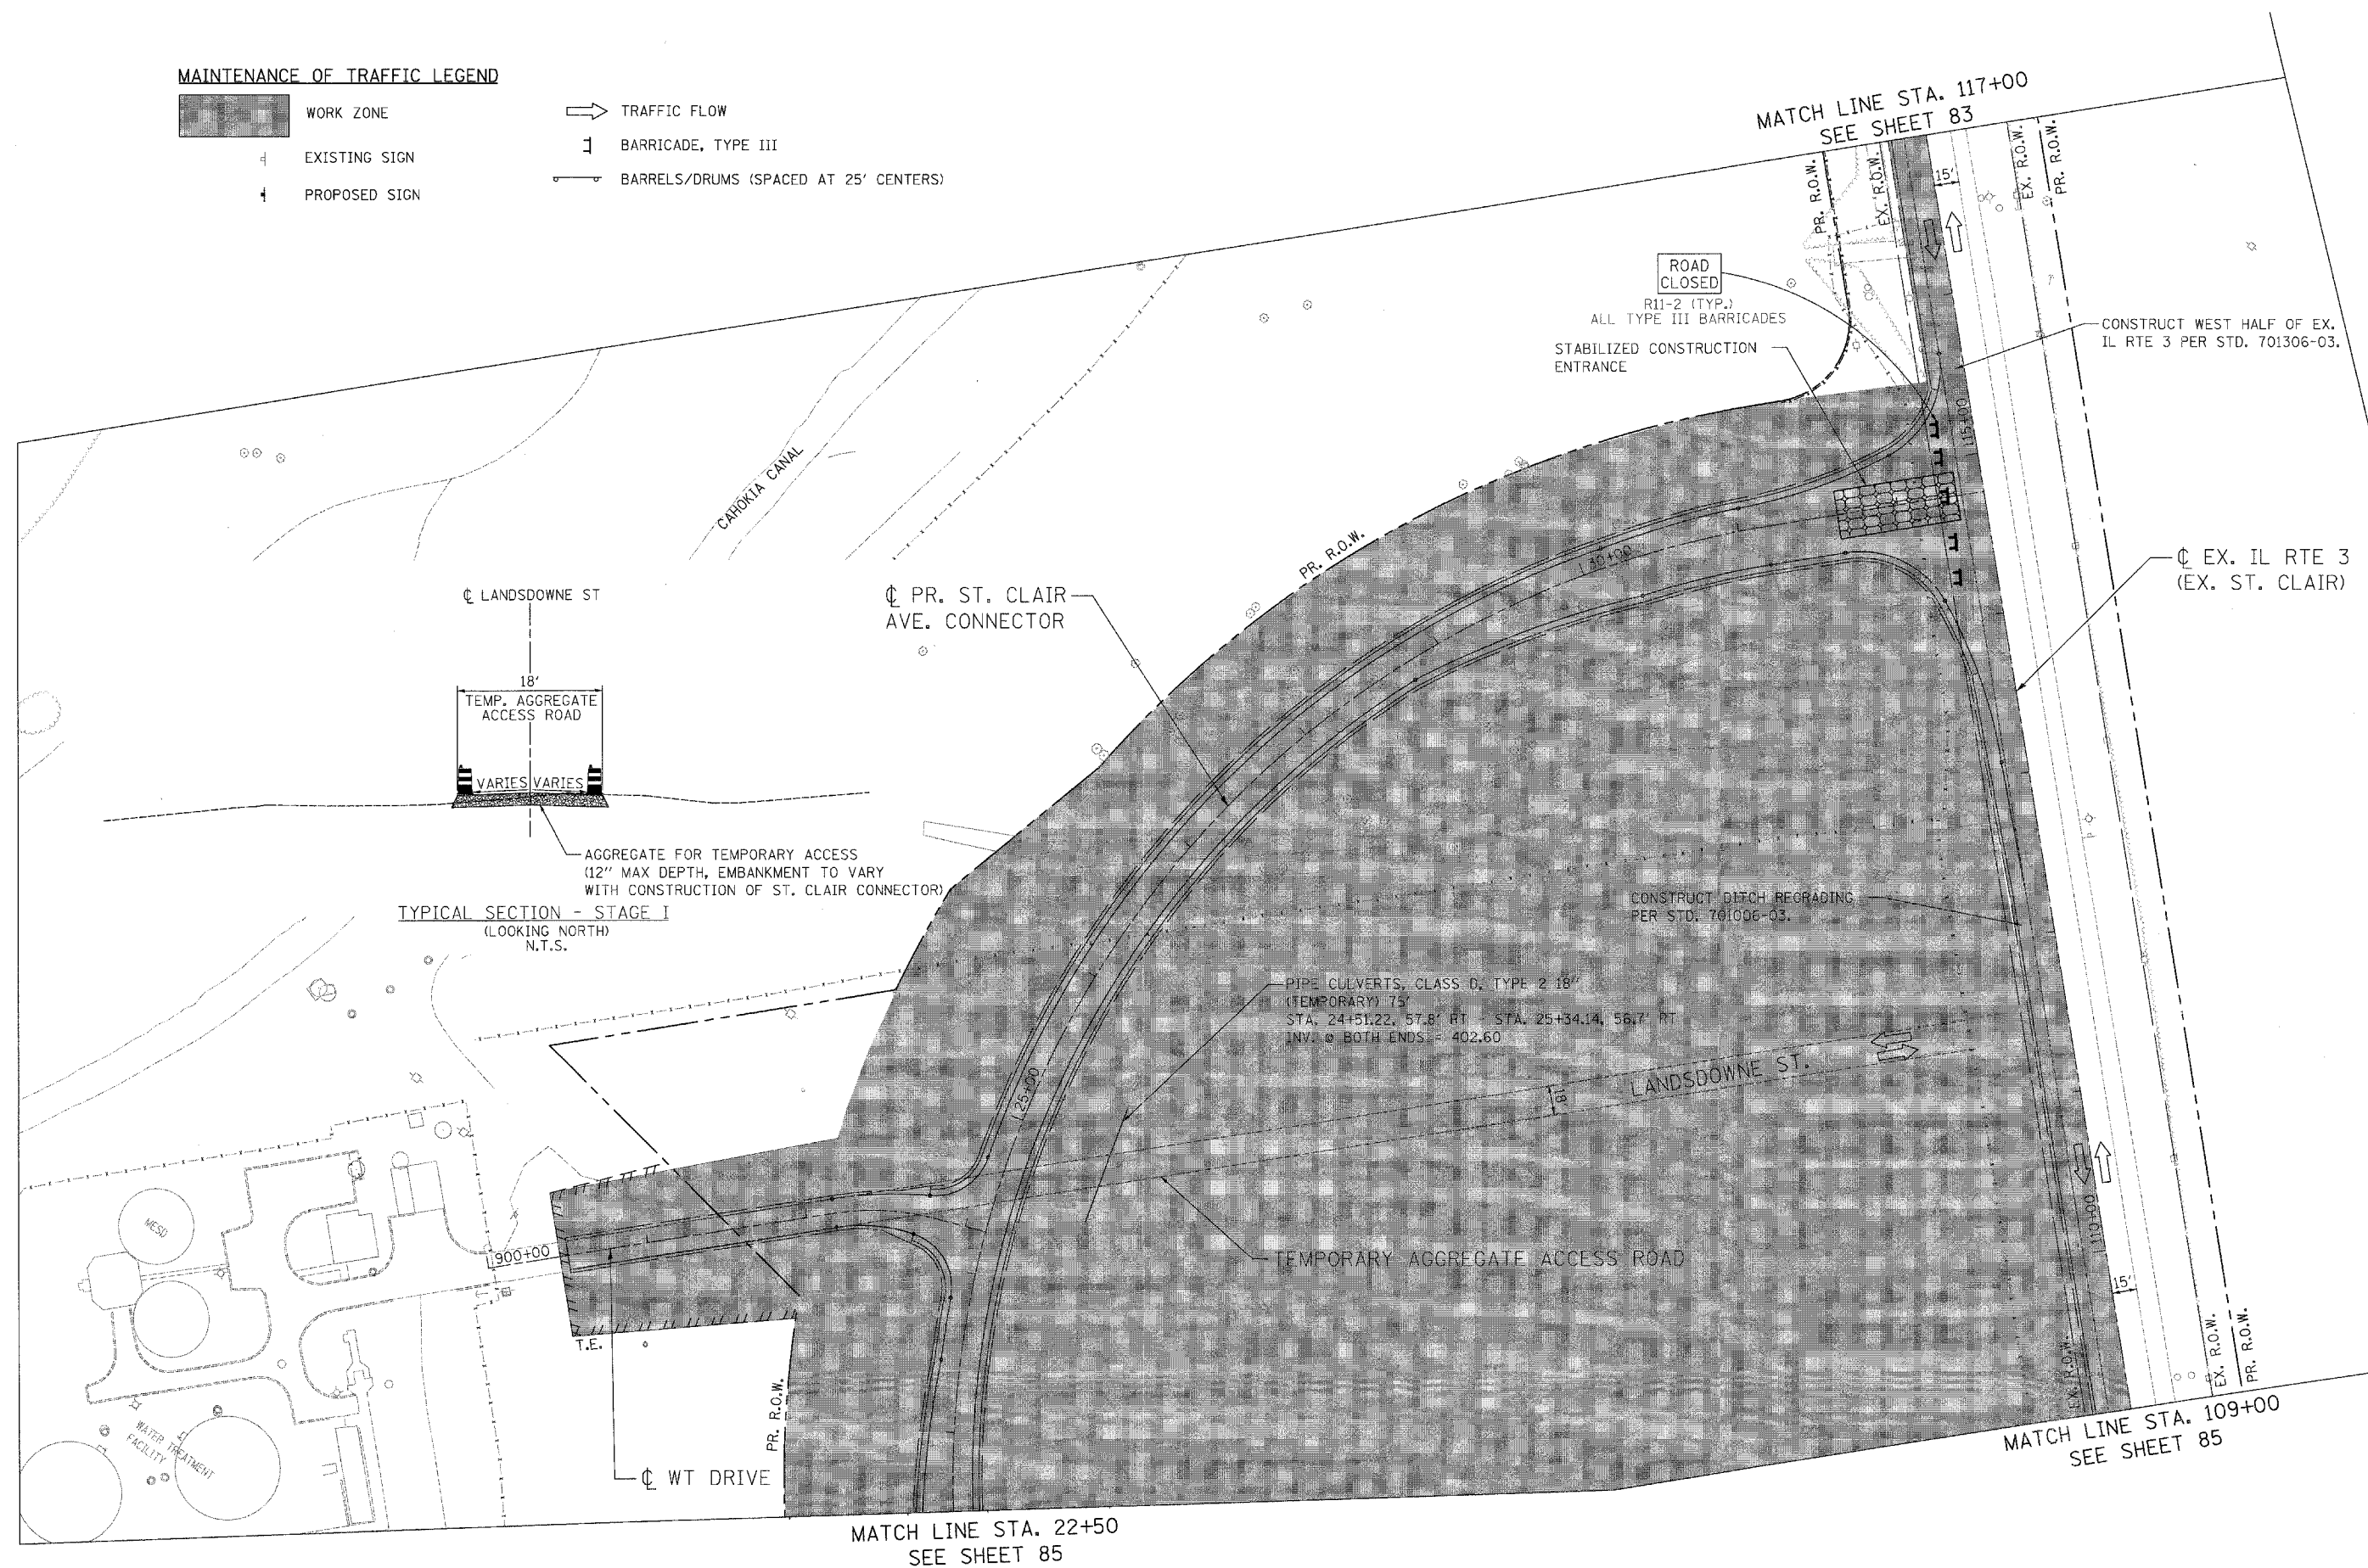 MAINTENANCE OF TRAFFIC LEGEND
WORK ZONE
EXISTING SIGN
PROPOSED SIGN
TRAFFIC FLOW
BARRICADE, TYPE III
BARRELS/DRUMS (SPACED AT 25' CENTERS)
MATCH LINE STA. 117+00
SEE SHEET 83
PR. R.O.W.
EX. R.O.W.
15'
EX. R.O.W.
PR. R.O.W.
ROAD
CLOSED
R11-2 (TYP.)
ALL TYPE III BARRICADES
STABILIZED CONSTRUCTION
ENTRANCE
CONSTRUCT WEST HALF OF EX.
IL RTE 3 PER STD. 701306-03.
115+00
CAHOKIA CANAL
PR. R.O.W.
130+00
℄ EX. IL RTE 3
(EX. ST. CLAIR)
℄ PR. ST. CLAIR
AVE. CONNECTOR
℄ LANDSDOWNE ST
18'
TEMP. AGGREGATE
ACCESS ROAD
VARIES VARIES
AGGREGATE FOR TEMPORARY ACCESS
(12" MAX DEPTH, EMBANKMENT TO VARY
WITH CONSTRUCTION OF ST. CLAIR CONNECTOR)
TYPICAL SECTION - STAGE I
(LOOKING NORTH)
N.T.S.
CONSTRUCT DITCH REGRADING
PER STD. 701006-03.
PIPE CULVERTS, CLASS D, TYPE 2 18"
(TEMPORARY) 75'
STA. 24+51.22, 57.8' RT - STA. 25+34.14, 56.7' RT
INV. @ BOTH ENDS = 402.60
125+00
18'
LANDSDOWNE ST.
TEMPORARY AGGREGATE ACCESS ROAD
MESD
900+00
T.E.
WATER TREATMENT
FACILITY
℄ WT DRIVE
PR. R.O.W.
110+00
15'
EX. R.O.W.
EX. R.O.W.
PR. R.O.W.
MATCH LINE STA. 109+00
SEE SHEET 85
MATCH LINE STA. 22+50
SEE SHEET 85